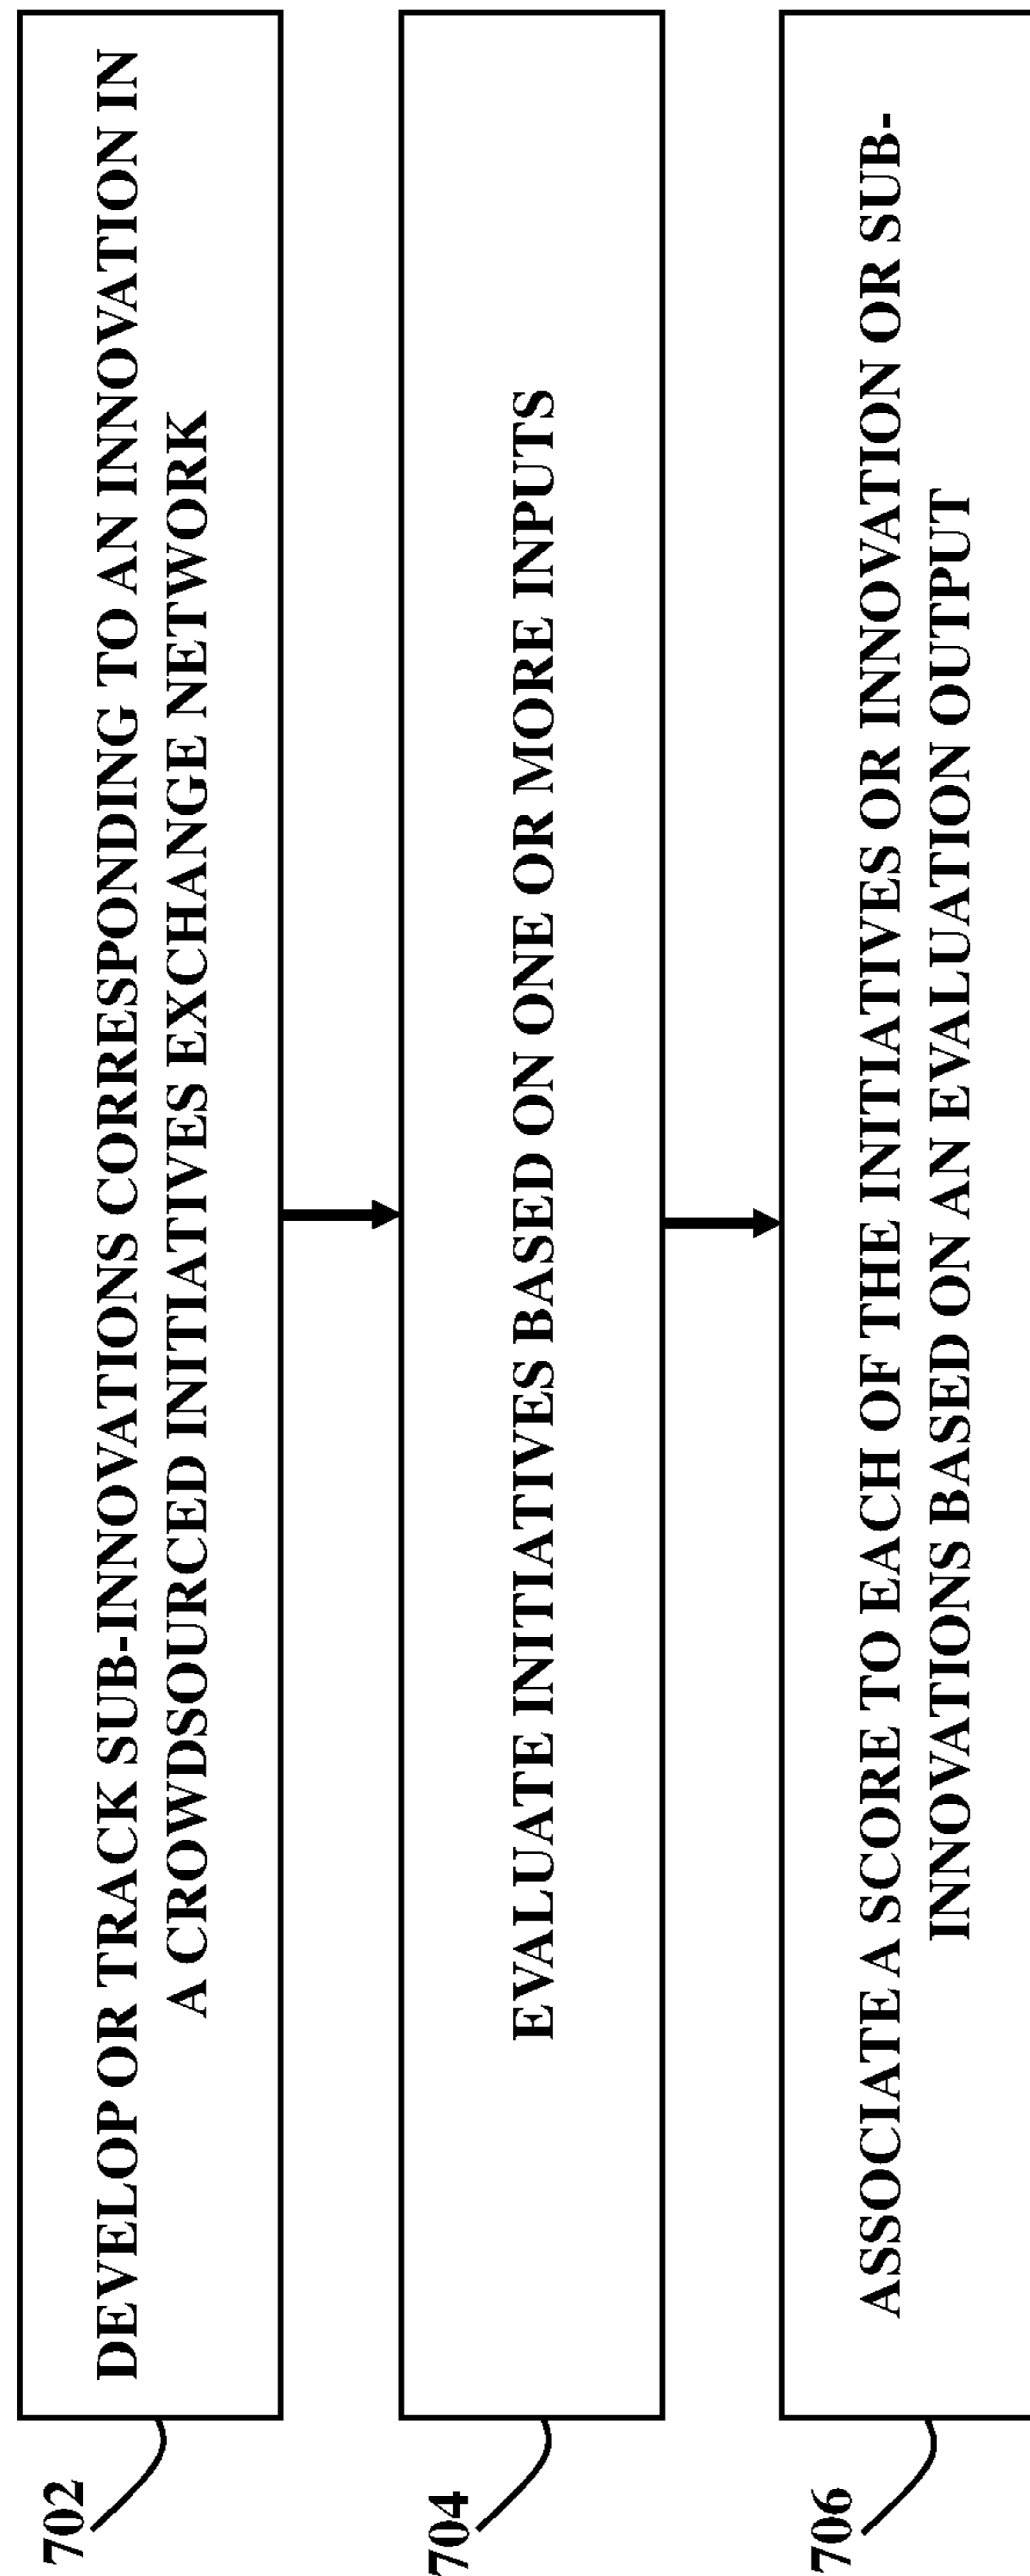 702
DEVELOP OR TRACK SUB-INNOVATIONS CORRESPONDING TO AN INNOVATION IN
A CROWDSOURCED INITIATIVES EXCHANGE NETWORK
704
EVALUATE INITIATIVES BASED ON ONE OR MORE INPUTS
706
ASSOCIATE A SCORE TO EACH OF THE INITIATIVES OR INNOVATION OR SUB-
INNOVATIONS BASED ON AN EVALUATION OUTPUT